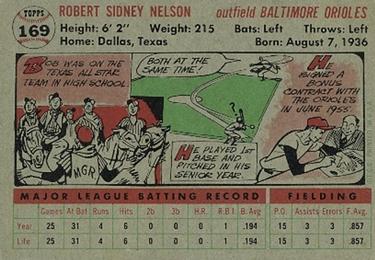 TOPPS
169
ROBERT SIDNEY NELSON outfield BALTIMORE ORIOLES
Height: 6' 2" Weight: 215 Bats: Left Throws: Left
Home: Dallas, Texas Born: August 7, 1936
BOB WAS ON THE
TEXAS ALL STAR
TEAM IN HIGH SCHOOL.
MGR
BOTH AT THE
SAME TIME!
HE PLAYED 1ST
BASE AND
PITCHED IN HIS
SENIOR YEAR.
HE
SIGNED A
BONUS
CONTRACT WITH
THE ORIOLES IN
JUNE 1955.
MAJOR LEAGUE BATTING RECORD FIELDING
Games At Bat Runs Hits 2b 3b H.R. R.B.I. B. Avg P.O. Assists Errors F. Avg.
Year 25 31 4 6 0 0 0 1 .194 15 3 3 .857
Life 25 31 4 6 0 0 0 1 .194 15 3 3 .857